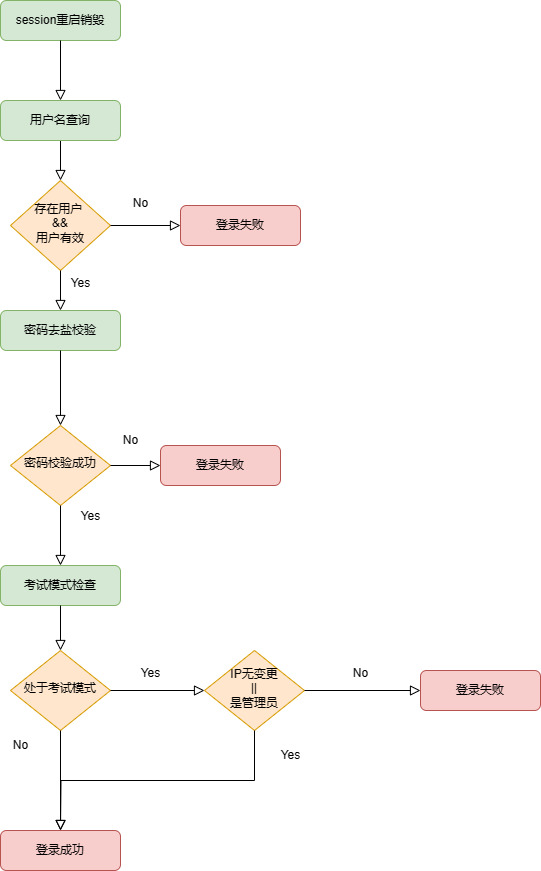 session重启销毁
用户名查询
存在用户
&&
用户有效
No
登录失败
Yes
密码去盐校验
No
密码校验成功
登录失败
Yes
考试模式检查
处于考试模式
Yes
IP无变更
||
是管理员
No
登录失败
No
Yes
登录成功